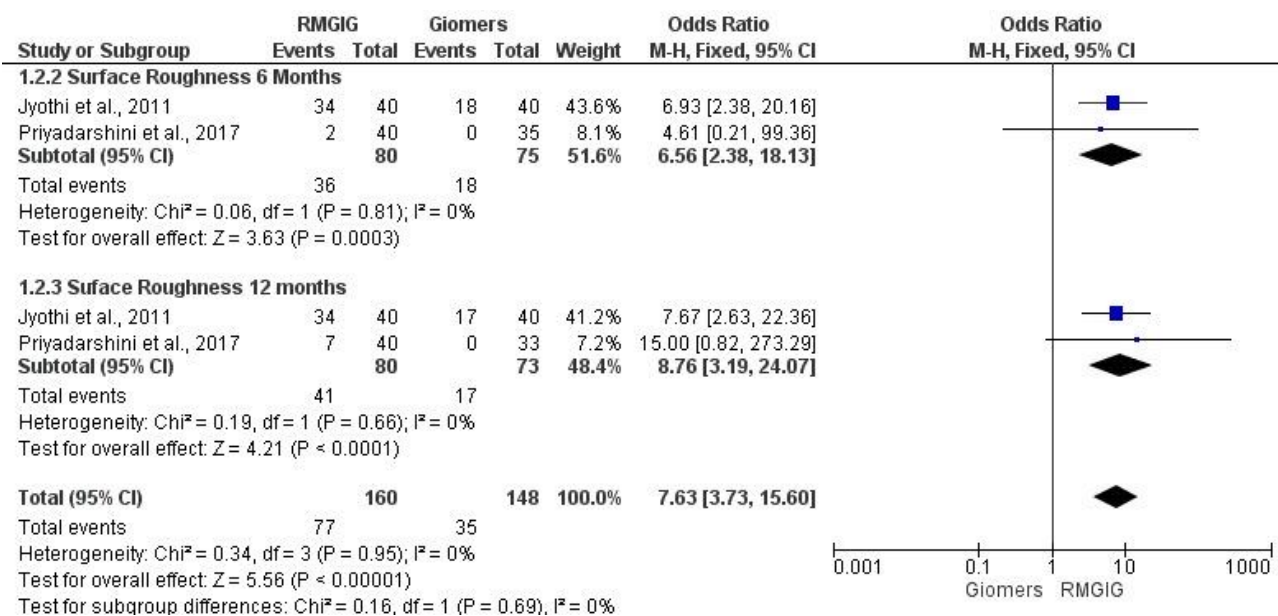 RMGIG Giomers Odds Ratio Odds Ratio
Study or Subgroup Events Total Events Total Weight M-H, Fixed, 95% CI M-H, Fixed, 95% CI
1.2.2 Surface Roughness 6 Months
Jyothi et al., 2011 34 40 18 40 43.6% 6.93 [2.38, 20.16]
Priyadarshini et al., 2017 2 40 0 35 8.1% 4.61 [0.21, 99.36]
Subtotal (95% CI) 80 75 51.6% 6.56 [2.38, 18.13]
Total events 36 18
Heterogeneity: Chi² = 0.06, df = 1 (P = 0.81); I² = 0%
Test for overall effect: Z = 3.63 (P = 0.0003)
1.2.3 Suface Roughness 12 months
Jyothi et al., 2011 34 40 17 40 41.2% 7.67 [2.63, 22.36]
Priyadarshini et al., 2017 7 40 0 33 7.2% 15.00 [0.82, 273.29]
Subtotal (95% CI) 80 73 48.4% 8.76 [3.19, 24.07]
Total events 41 17
Heterogeneity: Chi² = 0.19, df = 1 (P = 0.66); I² = 0%
Test for overall effect: Z = 4.21 (P < 0.0001)
Total (95% CI) 160 148 100.0% 7.63 [3.73, 15.60]
Total events 77 35
Heterogeneity: Chi² = 0.34, df = 3 (P = 0.95); I² = 0%
Test for overall effect: Z = 5.56 (P < 0.00001)
Test for subgroup differences: Chi² = 0.16, df = 1 (P = 0.69), I² = 0%
0.001 0.1 1 10 1000
Giomers RMGIG